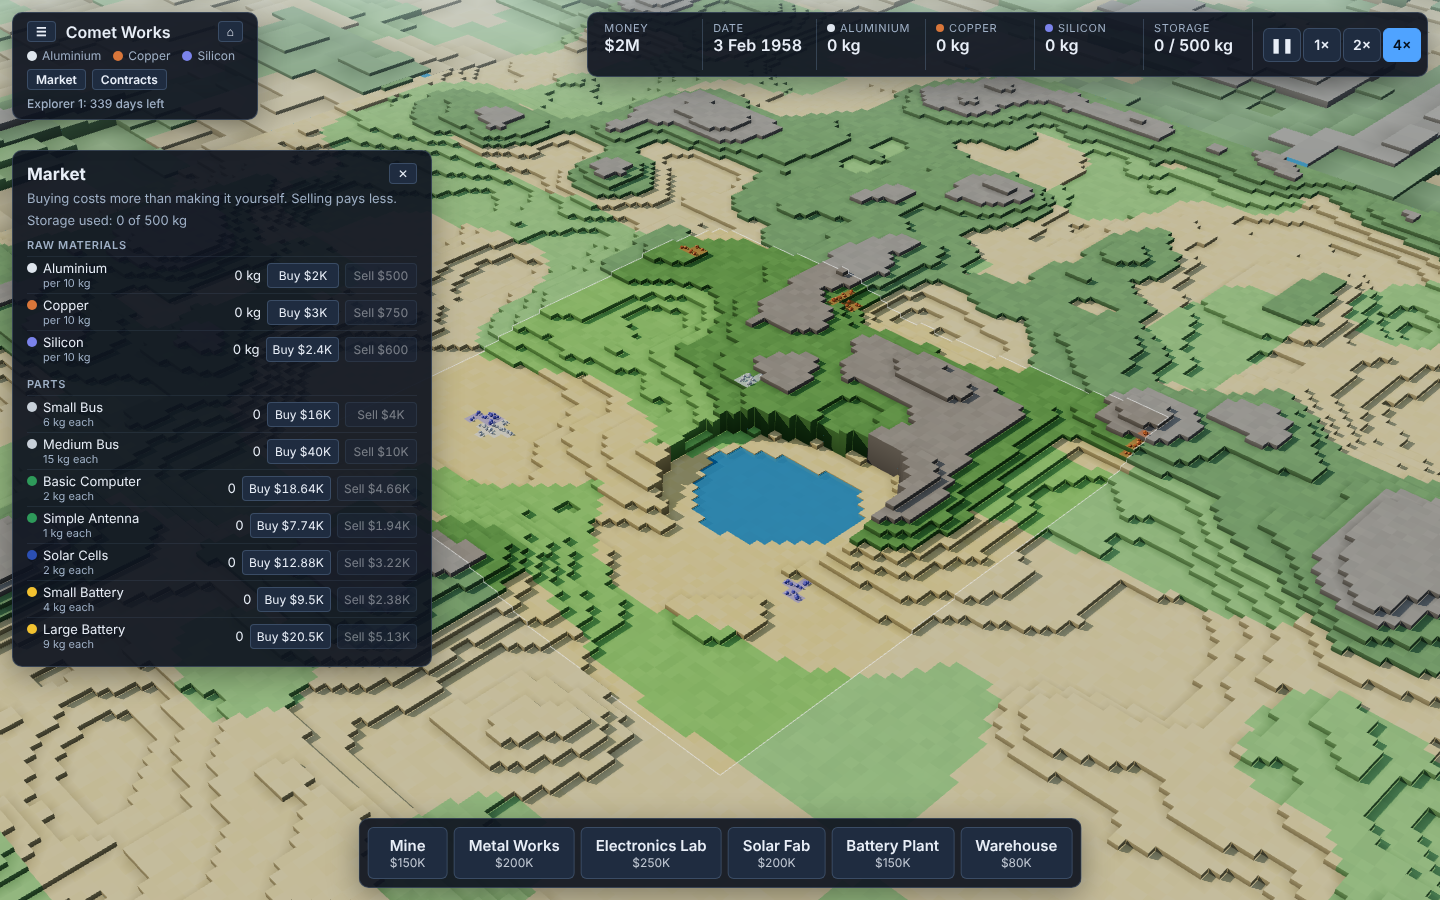 ☰ Comet Works ⌂
Aluminium Copper Silicon
Market Contracts
Explorer 1: 339 days left
MONEY
$2M
DATE
3 Feb 1958
ALUMINIUM
0 kg
COPPER
0 kg
SILICON
0 kg
STORAGE
0 / 500 kg
❚❚ 1× 2× 4×
Market ✕
Buying costs more than making it yourself. Selling pays less.
Storage used: 0 of 500 kg
RAW MATERIALS
Aluminium
per 10 kg
0 kg Buy $2K Sell $500
Copper
per 10 kg
0 kg Buy $3K Sell $750
Silicon
per 10 kg
0 kg Buy $2.4K Sell $600
PARTS
Small Bus
6 kg each
0 Buy $16K Sell $4K
Medium Bus
15 kg each
0 Buy $40K Sell $10K
Basic Computer
2 kg each
0 Buy $18.64K Sell $4.66K
Simple Antenna
1 kg each
0 Buy $7.74K Sell $1.94K
Solar Cells
2 kg each
0 Buy $12.88K Sell $3.22K
Small Battery
4 kg each
0 Buy $9.5K Sell $2.38K
Large Battery
9 kg each
0 Buy $20.5K Sell $5.13K
Mine
$150K
Metal Works
$200K
Electronics Lab
$250K
Solar Fab
$200K
Battery Plant
$150K
Warehouse
$80K